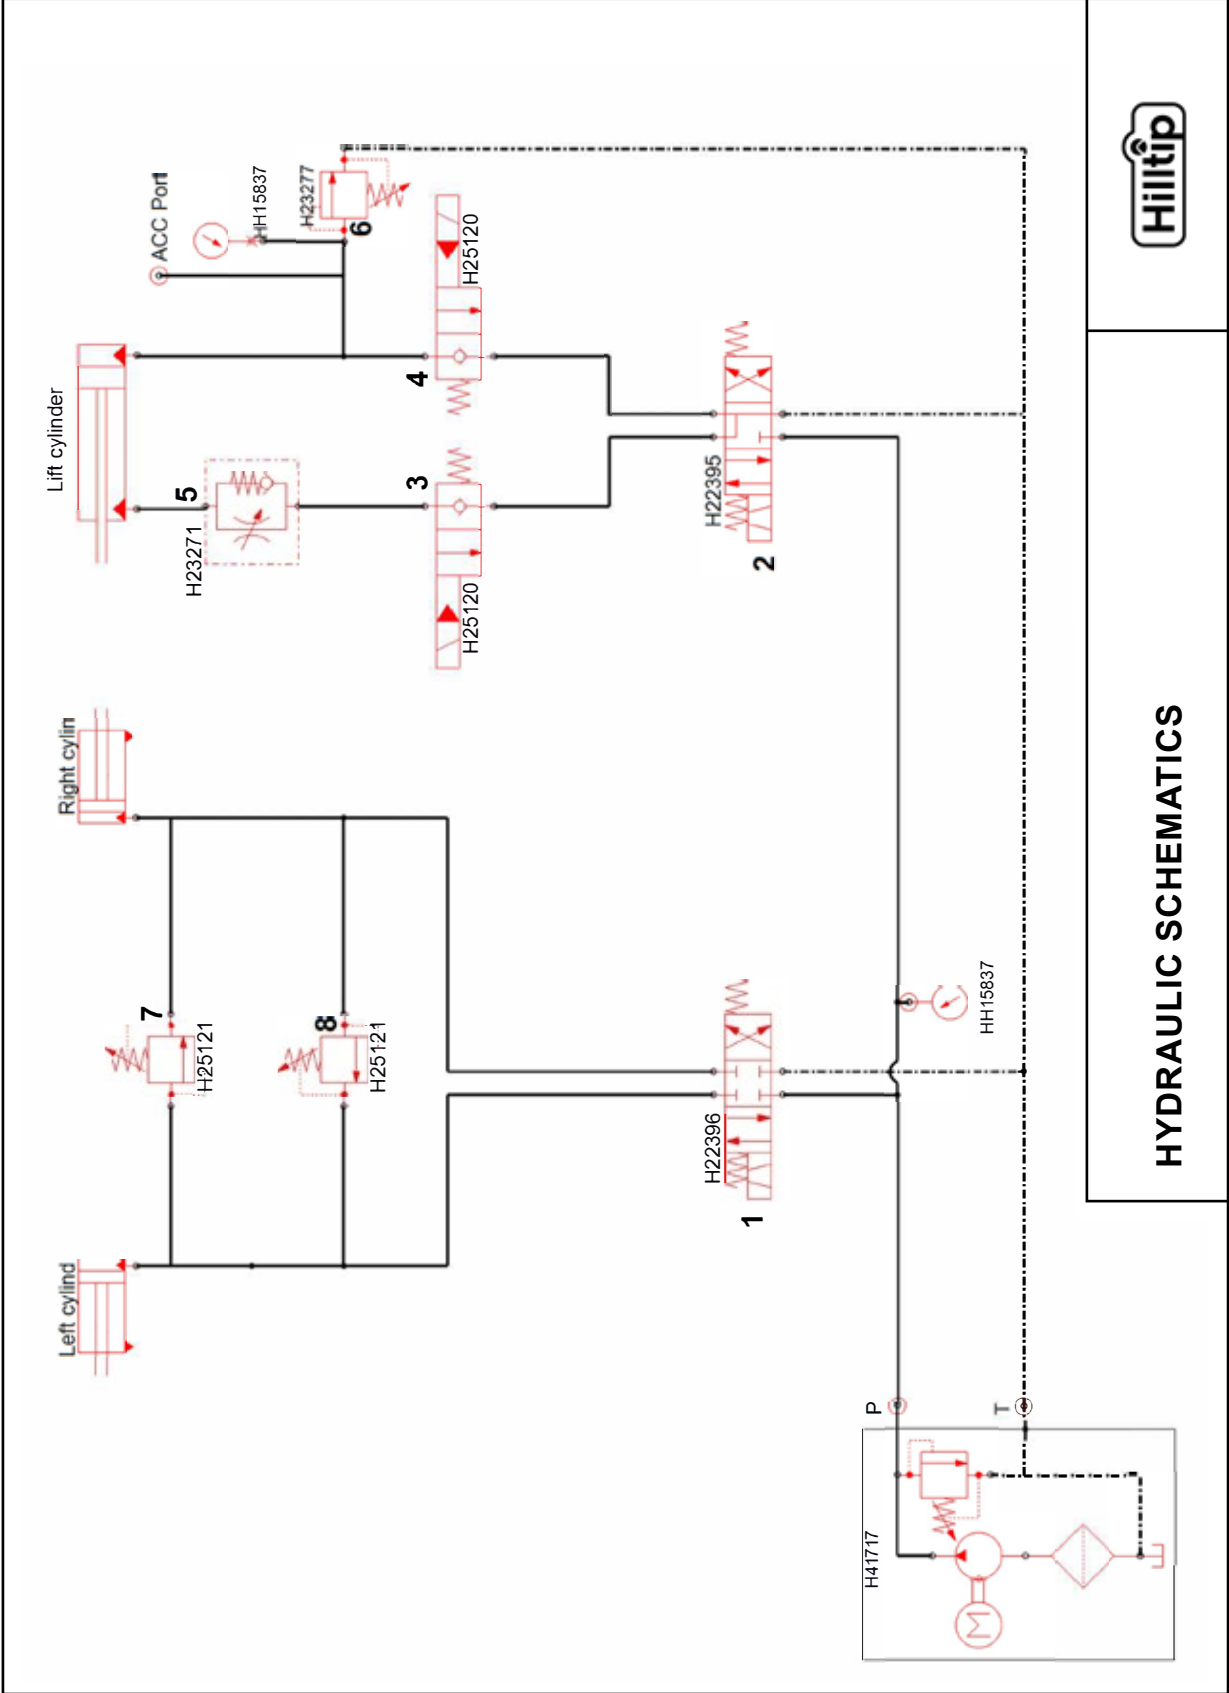 Left cylind
Right cylin
Lift cylinder
ACC Port
HH15837
H23277
6
7
H25121
8
H25121
5
H23271
3
H25120
4
H25120
H22396
1
H22395
2
HH15837
P
T
H41717
M
HYDRAULIC SCHEMATICS
Hilltip